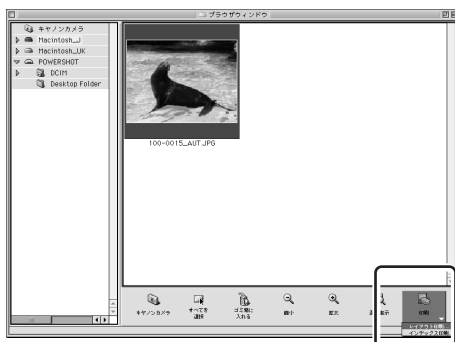 ブラウザウィンドウ
キヤノンカメラ
Macintosh_J
Macintosh_UK
POWERSHOT
DCIM
Desktop Folder
100-0015_AUT.JPG
キヤノンカメラ
すべてを
選択
ゴミ箱に
入れる
縮小
拡大
表示
印刷
レイアウト印刷
インデックス印刷